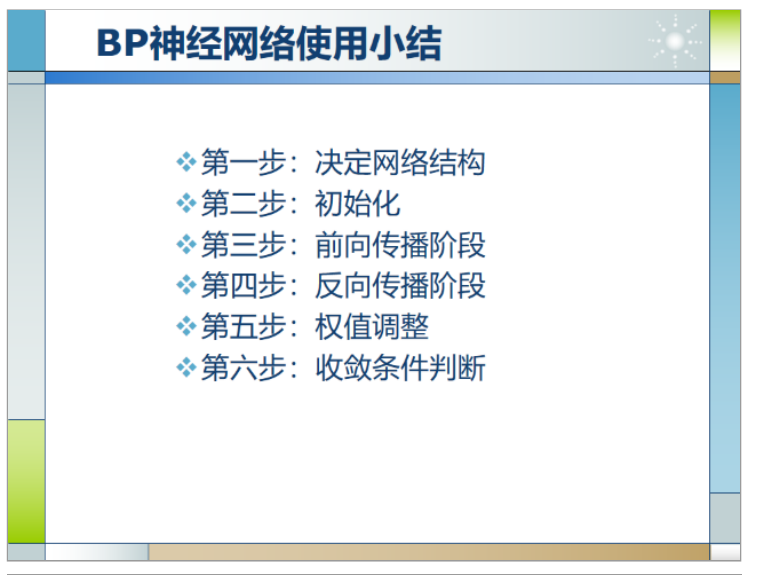 BP神经网络使用小结
第一步：决定网络结构
第二步：初始化
第三步：前向传播阶段
第四步：反向传播阶段
第五步：权值调整
第六步：收敛条件判断